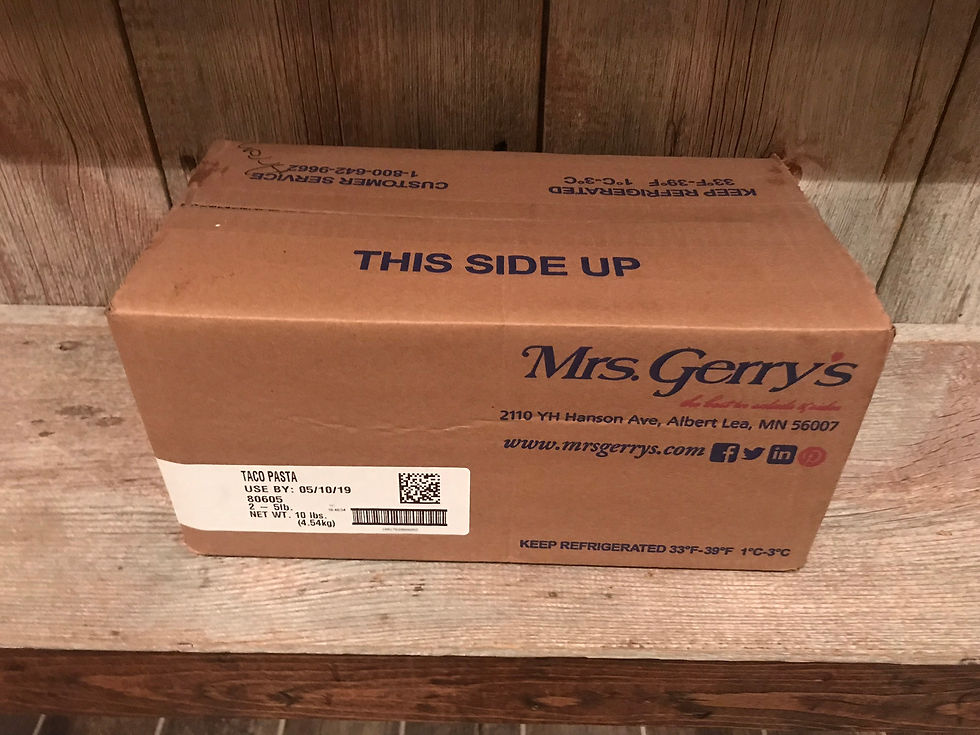 CUSTOMER SERVICE
1-800-642-9662
KEEP REFRIGERATED
33°F-39°F 1°C-3°C
THIS SIDE UP
Mrs. Gerry's
2110 YH Hanson Ave, Albert Lea, MN 56007
www.mrsgerrys.com
TACO PASTA
USE BY: 05/10/19
80605
2 - 5lb.
NET WT. 10 lbs.
(4.54kg)
KEEP REFRIGERATED 33°F-39°F 1°C-3°C